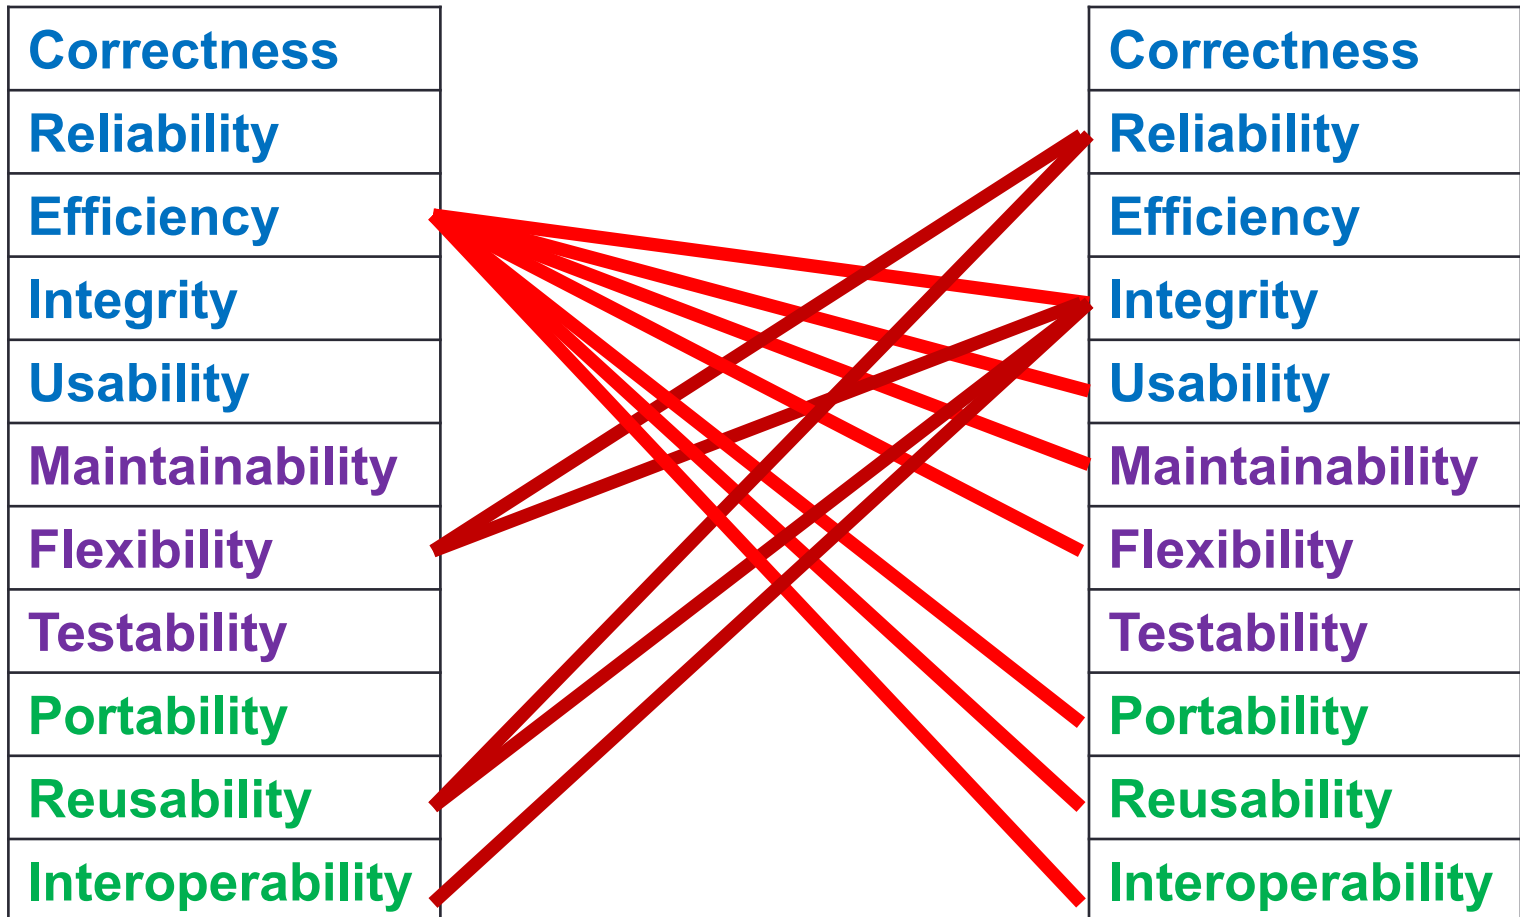 Correctness
Reliability
Efficiency
Integrity
Usability
Maintainability
Flexibility
Testability
Portability
Reusability
Interoperability
Correctness
Reliability
Efficiency
Integrity
Usability
Maintainability
Flexibility
Testability
Portability
Reusability
Interoperability